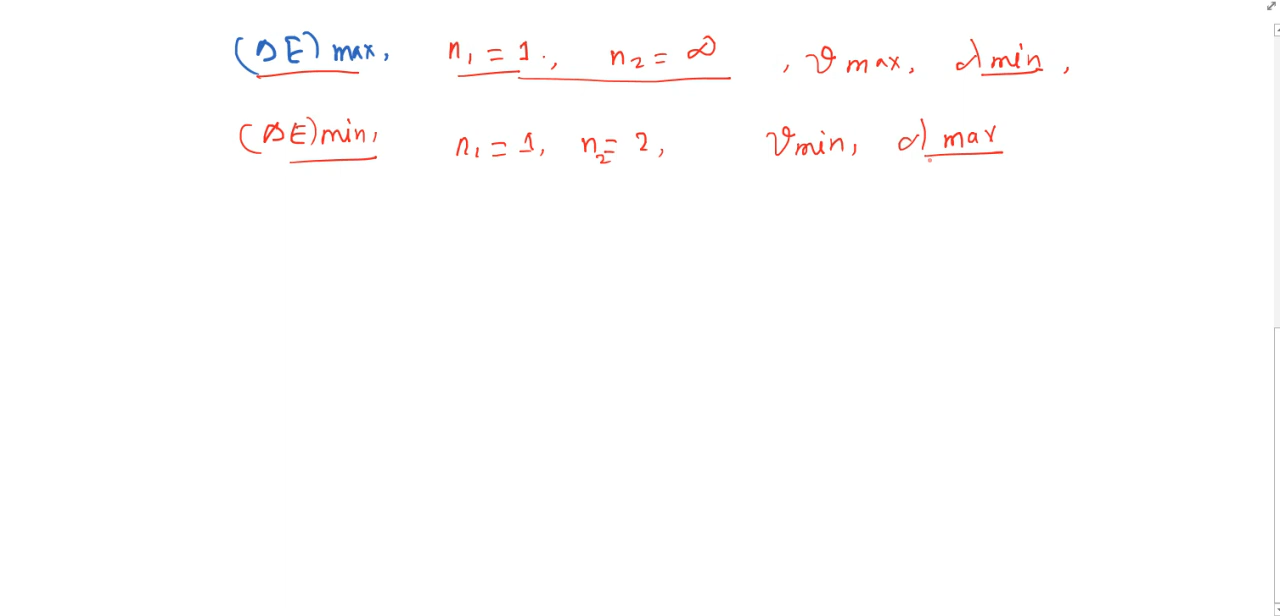 (ΔE) max, n₁ = 1., n₂ = ∞, ν max, λ min,
(ΔE) min, n₁ = 1, n₂ = 2, ν min, λ max